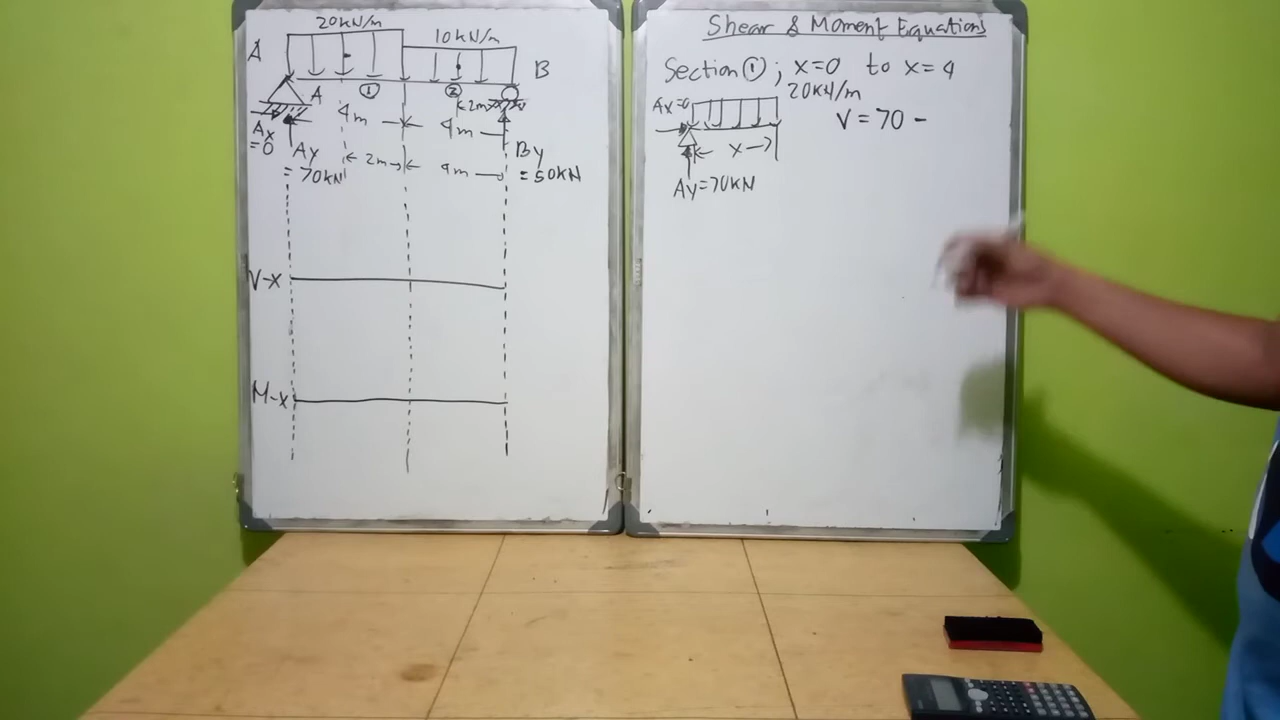 20kN/m
10kN/m
A
B
A
①
②
2m
4m
4m
Ax
=0
Ay
= 70kN
2m
4m
By
= 50kN
V-x
M-x
Shear & Moment Equations
Section ① ; x=0 to x=4
20kN/m
Ax=0
V = 70 -
x
Ay=70kN